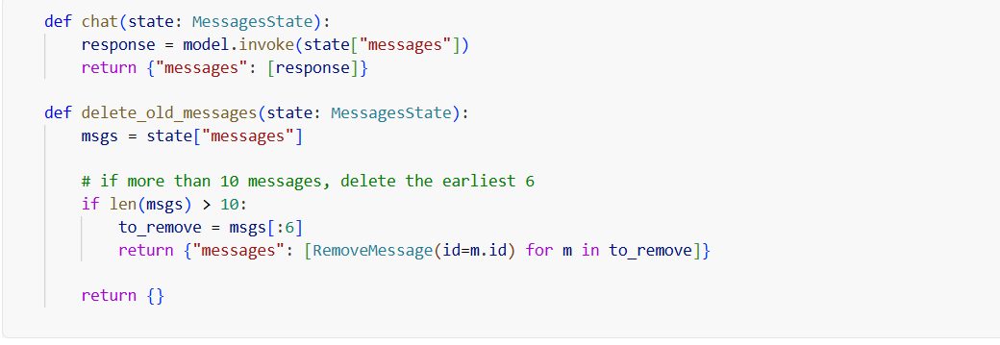 def chat(state: MessagesState):
    response = model.invoke(state["messages"])
    return {"messages": [response]}

def delete_old_messages(state: MessagesState):
    msgs = state["messages"]

    # if more than 10 messages, delete the earliest 6
    if len(msgs) > 10:
        to_remove = msgs[:6]
        return {"messages": [RemoveMessage(id=m.id) for m in to_remove]}

    return {}